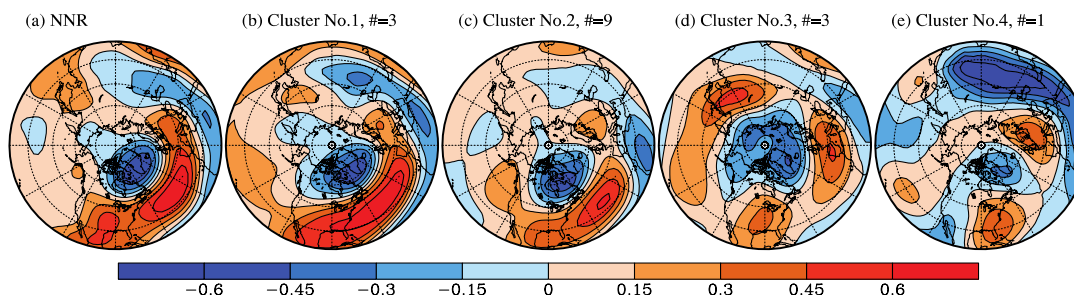 (a) NNR (b) Cluster No.1, #=3 (c) Cluster No.2, #=9 (d) Cluster No.3, #=3 (e) Cluster No.4, #=1
−0.6 −0.45 −0.3 −0.15 0 0.15 0.3 0.45 0.6